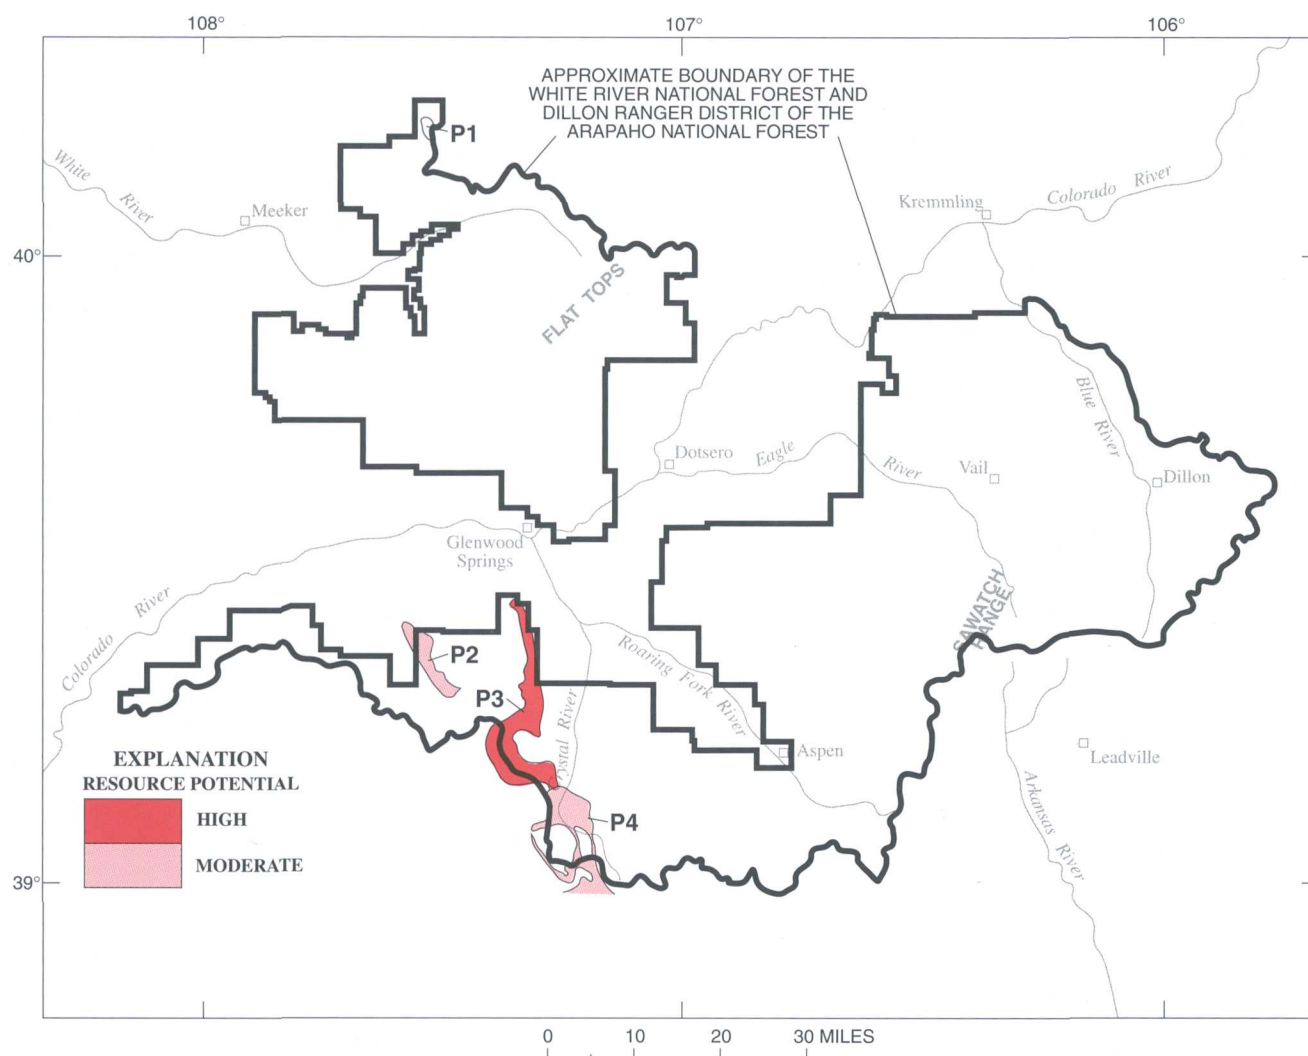 108°
107°
106°
APPROXIMATE BOUNDARY OF THE
WHITE RIVER NATIONAL FOREST AND
DILLON RANGER DISTRICT OF THE
ARAPAHO NATIONAL FOREST
P1
White
River
Meeker
Kremmling
Colorado River
40°
FLAT TOPS
Blue River
Dotsero
Eagle
River
Vail
Dillon
Glenwood
Springs
Colorado River
SAWATCH
RANGE
P2
Roaring Fork River
P3
River
Aspen
Leadville
EXPLANATION
RESOURCE POTENTIAL
HIGH
MODERATE
P4
Arkansas River
39°
0 10 20 30 MILES